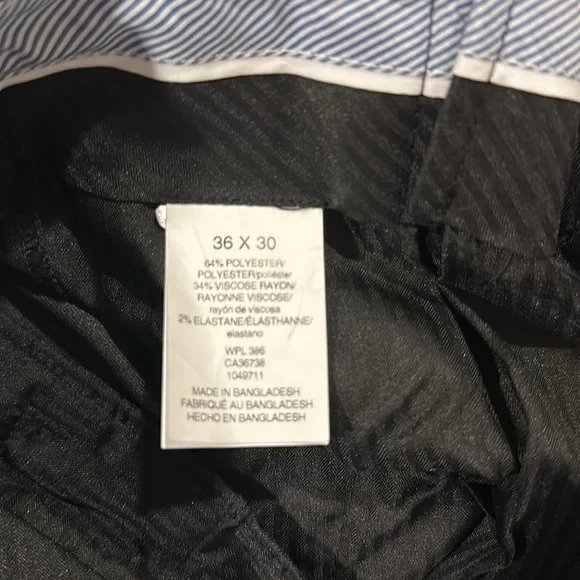 36 X 30
64% POLYESTER/
POLYESTER/poliéster
34% VISCOSE RAYON/
RAYONNE VISCOSE/
rayón de viscosa
2% ELASTANE/ÉLASTHANNE/
elastano
WPL 386
CA36738
1049711
MADE IN BANGLADESH
FABRIQUÉ AU BANGLADESH
HECHO EN BANGLADESH